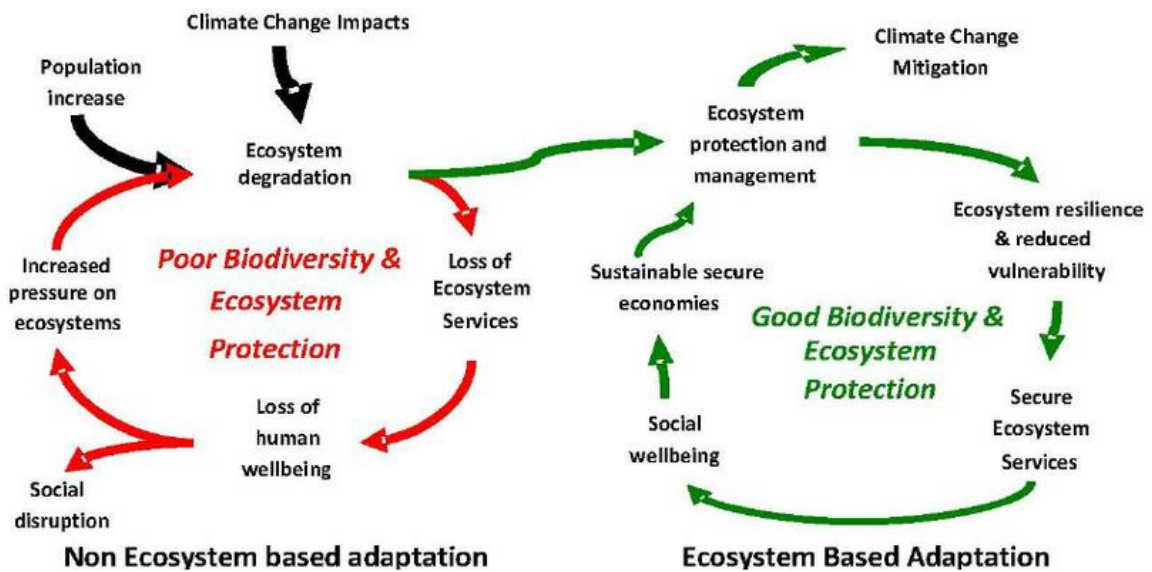 Climate Change Impacts
Population
increase
Ecosystem
degradation
Increased
pressure on
ecosystems
Poor Biodiversity &
Ecosystem
Protection
Loss of
Ecosystem
Services
Loss of
human
wellbeing
Social
disruption
Non Ecosystem based adaptation
Climate Change
Mitigation
Ecosystem
protection and
management
Ecosystem resilience
& reduced
vulnerability
Sustainable secure
economies
Good Biodiversity &
Ecosystem
Protection
Secure
Ecosystem
Services
Social
wellbeing
Ecosystem Based Adaptation